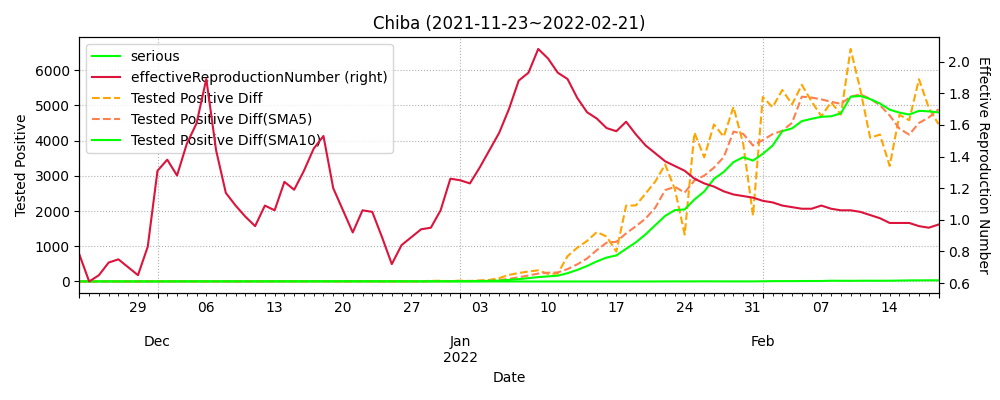 Chiba (2021-11-23~2022-02-21)
serious
effectiveReproductionNumber (right)
Tested Positive Diff
Tested Positive Diff(SMA5)
Tested Positive Diff(SMA10)
Tested Positive
6000
5000
4000
3000
2000
1000
0
Effective Reproduction Number
2.0
1.8
1.6
1.4
1.2
1.0
0.8
0.6
29 06 13 20 27 03 10 17 24 31 07 14
Dec Jan Feb
2022
Date